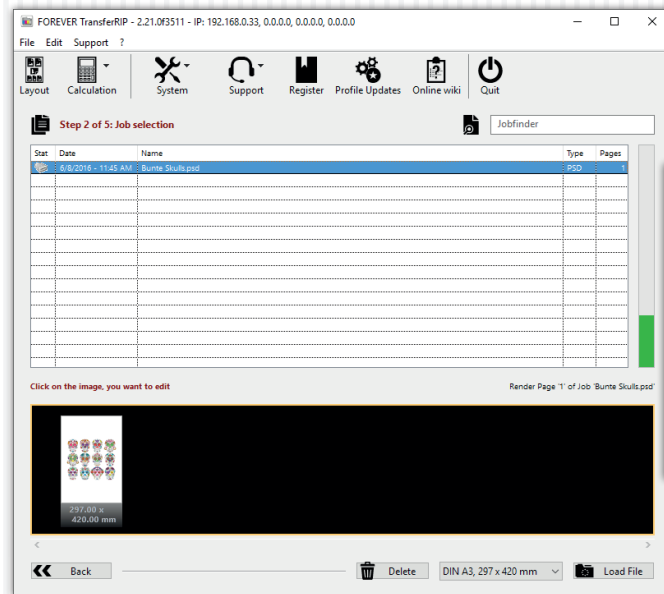 FOREVER TransferRIP - 2.21.0f3511 - IP: 192.168.0.33, 0.0.0.0, 0.0.0.0, 0.0.0.0
File Edit Support ?
Layout Calculation System Support Register Profile Updates Online wiki Quit
Step 2 of 5: Job selection Jobfinder
Stat Date Name Type Pages
6/8/2016 - 11:45 AM Bunte Skulls.psd PSD 1
Click on the image, you want to edit Render Page '1' of Job 'Bunte Skulls.psd'
297.00 x
420.00 mm
Back Delete DIN A3, 297 x 420 mm Load File